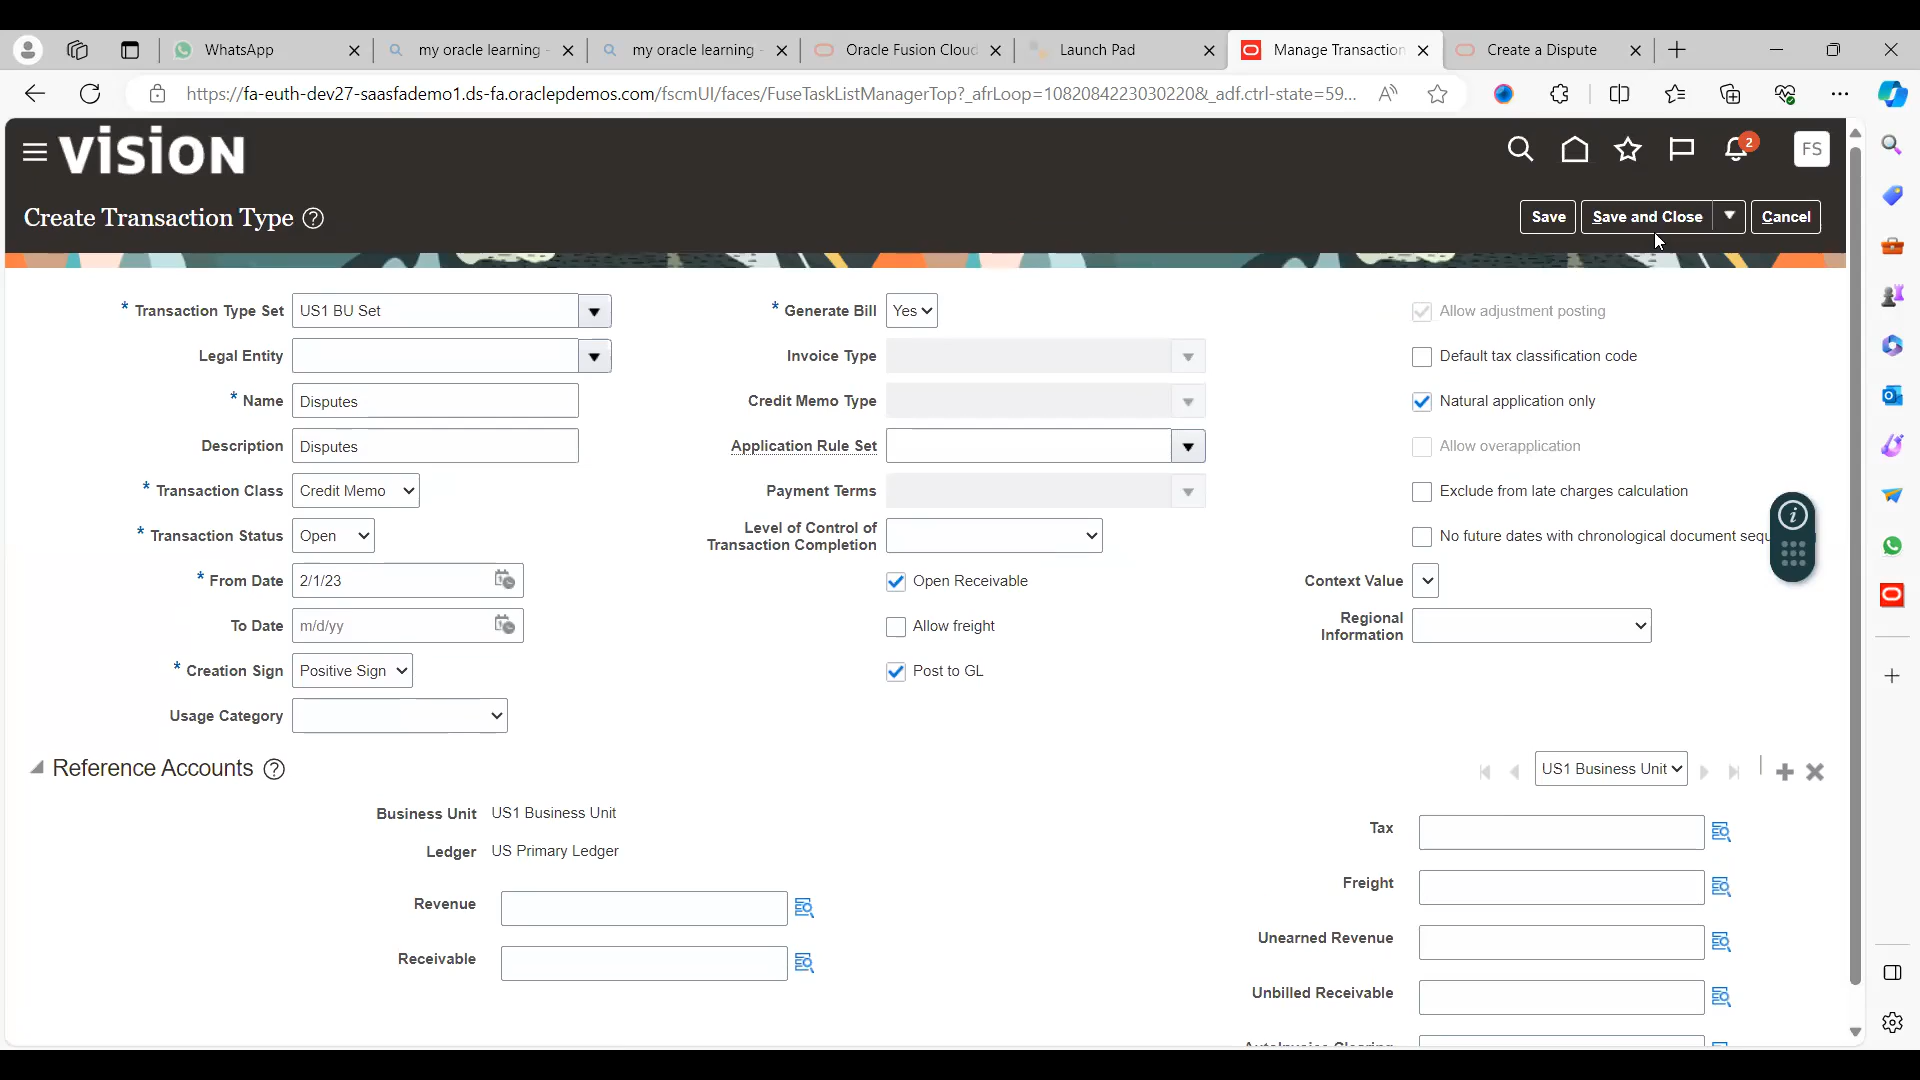 WhatsApp
my oracle learning -
my oracle learning -
Oracle Fusion Cloud
Launch Pad
Manage Transaction
Create a Dispute
https://fa-euth-dev27-saasfademo1.ds-fa.oraclepdemos.com/fscmUI/faces/FuseTaskListManagerTop?_afrLoop=10820842230302208&_adf.ctrl-state=59...
VISION
2
FS
Create Transaction Type
Save
Save and Close
Cancel
* Transaction Type Set US1 BU Set
Legal Entity
* Name Disputes
Description Disputes
* Transaction Class Credit Memo
* Transaction Status Open
* From Date 2/1/23
To Date m/d/yy
* Creation Sign Positive Sign
Usage Category
* Generate Bill Yes
Invoice Type
Credit Memo Type
Application Rule Set
Payment Terms
Level of Control of
Transaction Completion
Open Receivable
Allow freight
Post to GL
Allow adjustment posting
Default tax classification code
Natural application only
Allow overapplication
Exclude from late charges calculation
No future dates with chronological document sequ
Context Value
Regional
Information
Reference Accounts
US1 Business Unit
Business Unit US1 Business Unit
Ledger US Primary Ledger
Revenue
Receivable
Tax
Freight
Unearned Revenue
Unbilled Receivable